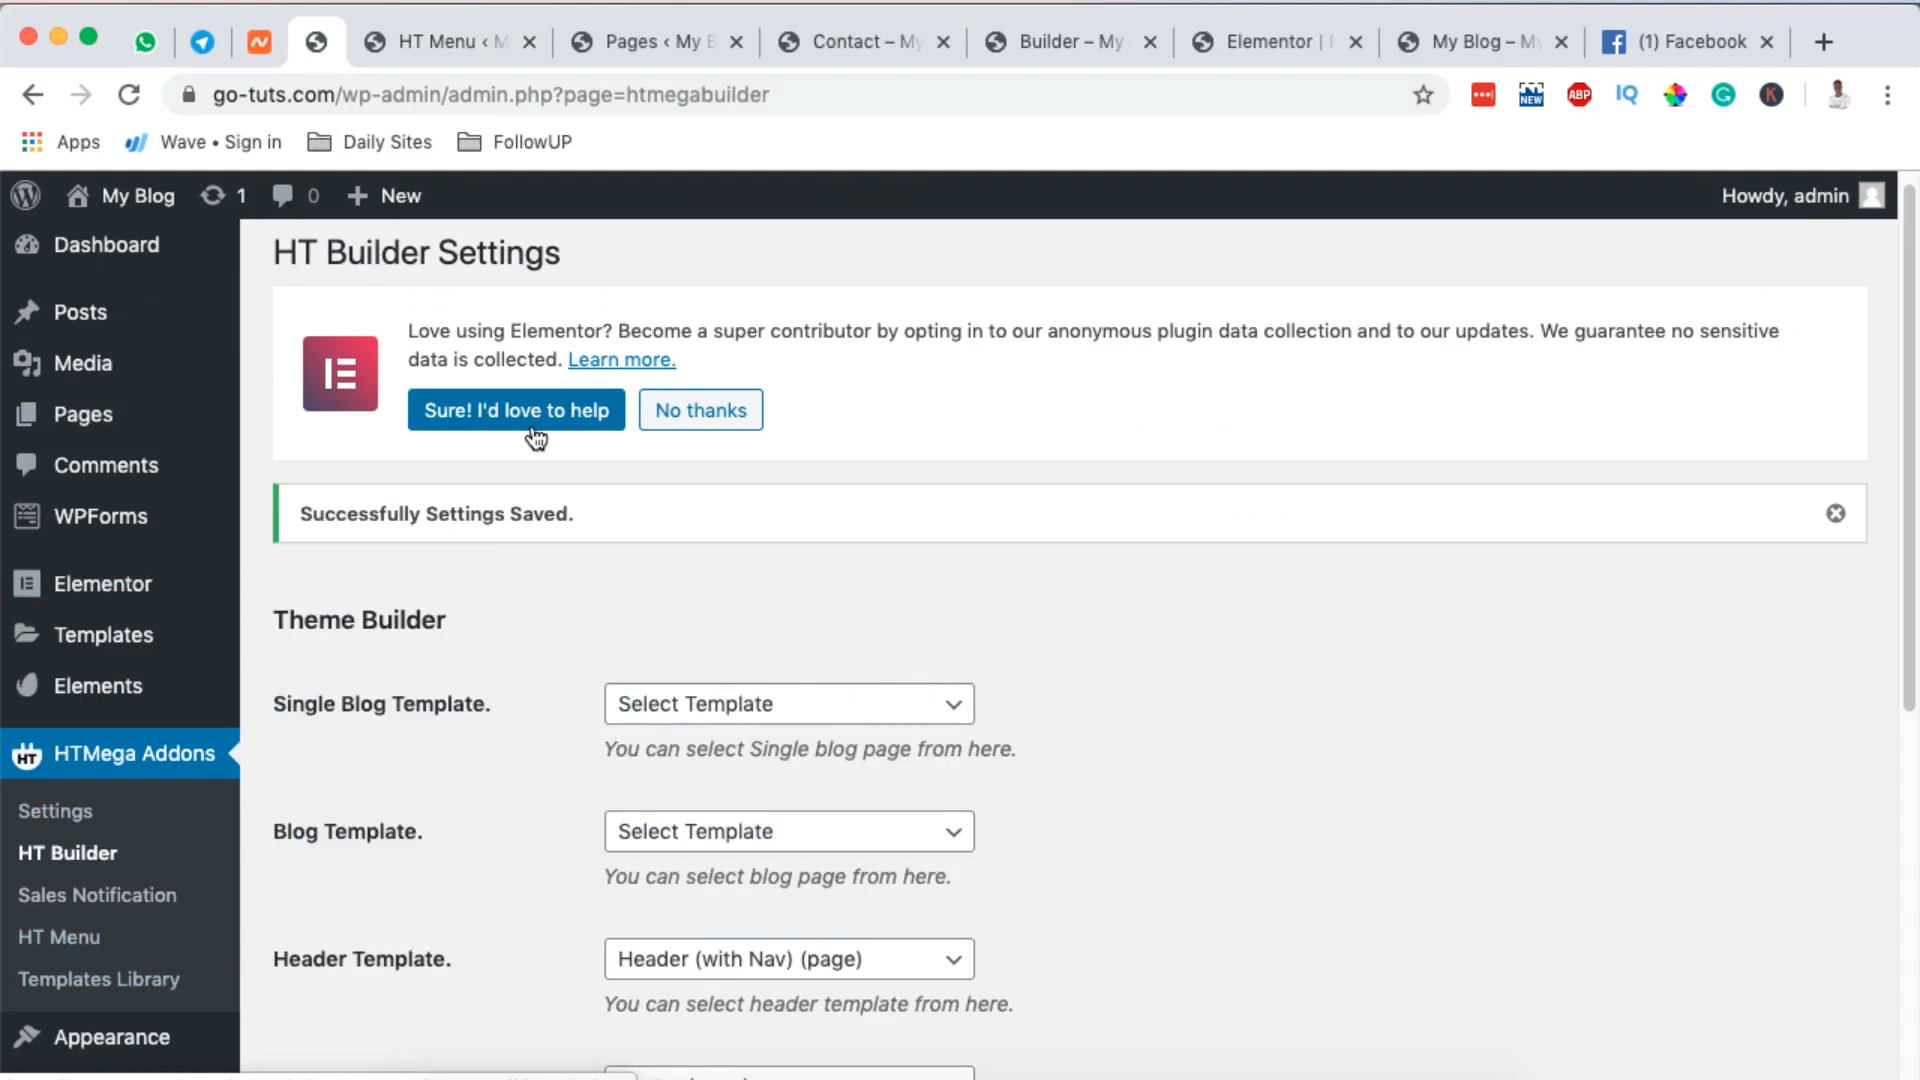 HT Menu ‹ M
Pages ‹ My B
Contact – My
Builder – My
Elementor |
My Blog – My
(1) Facebook
go-tuts.com/wp-admin/admin.php?page=htmegabuilder
NEW
ABP
IQ
G
K
Apps
Wave • Sign in
Daily Sites
FollowUP
My Blog
1
0
New
Howdy, admin
Dashboard
Posts
Media
Pages
Comments
WPForms
Elementor
Templates
Elements
HT
HTMega Addons
Settings
HT Builder
Sales Notification
HT Menu
Templates Library
Appearance
HT Builder Settings
Love using Elementor? Become a super contributor by opting in to our anonymous plugin data collection and to our updates. We guarantee no sensitive
data is collected. Learn more.
Sure! I'd love to help
No thanks
Successfully Settings Saved.
Theme Builder
Single Blog Template.
Select Template
You can select Single blog page from here.
Blog Template.
Select Template
You can select blog page from here.
Header Template.
Header (with Nav) (page)
You can select header template from here.